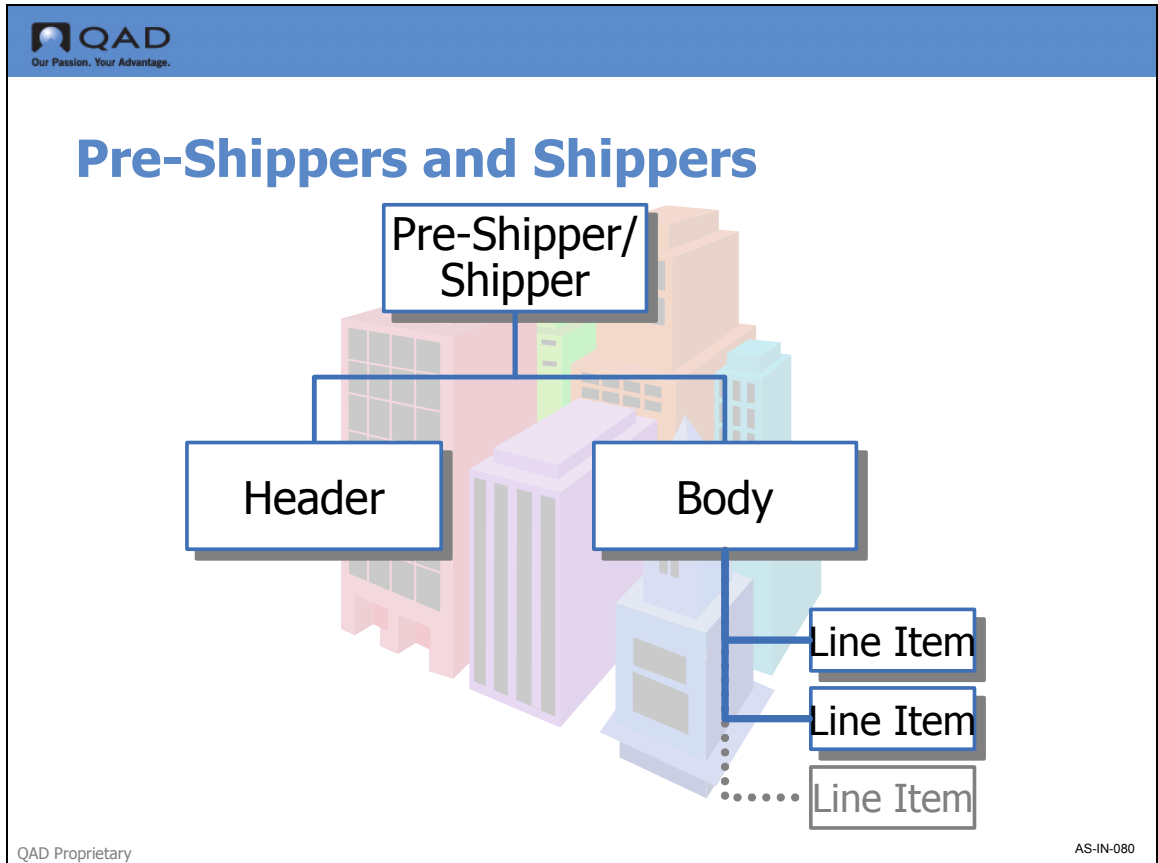 QAD
Our Passion. Your Advantage.
Pre-Shippers and Shippers
Pre-Shipper/
Shipper
Header
Body
Line Item
Line Item
Line Item
QAD Proprietary
AS-IN-080